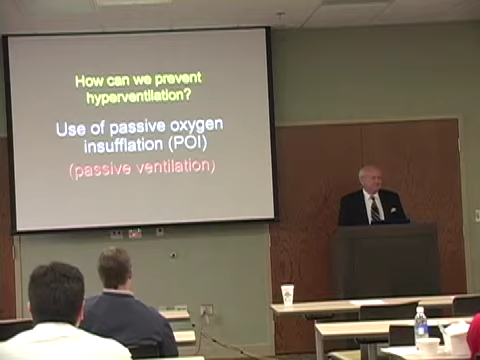 How can we prevent
hyperventilation?
Use of passive oxygen
insufflation (POI)
(passive ventilation)